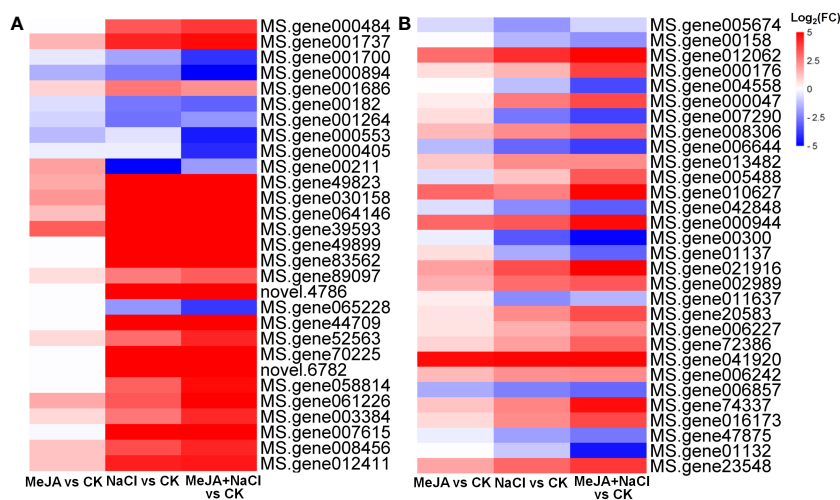 A
MS.gene000484
MS.gene001737
MS.gene001700
MS.gene000894
MS.gene001686
MS.gene00182
MS.gene001264
MS.gene000553
MS.gene000405
MS.gene00211
MS.gene49823
MS.gene030158
MS.gene064146
MS.gene39593
MS.gene49899
MS.gene83562
MS.gene89097
novel.4786
MS.gene065228
MS.gene44709
MS.gene52563
MS.gene70225
novel.6782
MS.gene058814
MS.gene061226
MS.gene003384
MS.gene007615
MS.gene008456
MS.gene012411
MeJA vs CK NaCl vs CK MeJA+NaCl
vs CK
B
MS.gene005674
MS.gene00158
MS.gene012062
MS.gene000176
MS.gene004558
MS.gene000047
MS.gene007290
MS.gene008306
MS.gene006644
MS.gene013482
MS.gene005488
MS.gene010627
MS.gene042848
MS.gene000944
MS.gene00300
MS.gene01137
MS.gene021916
MS.gene002989
MS.gene011637
MS.gene20583
MS.gene006227
MS.gene72386
MS.gene041920
MS.gene006242
MS.gene006857
MS.gene74337
MS.gene016173
MS.gene47875
MS.gene01132
MS.gene23548
MeJA vs CK NaCl vs CK MeJA+NaCl
vs CK
Log₂(FC)
5
2.5
0
- 2.5
- 5